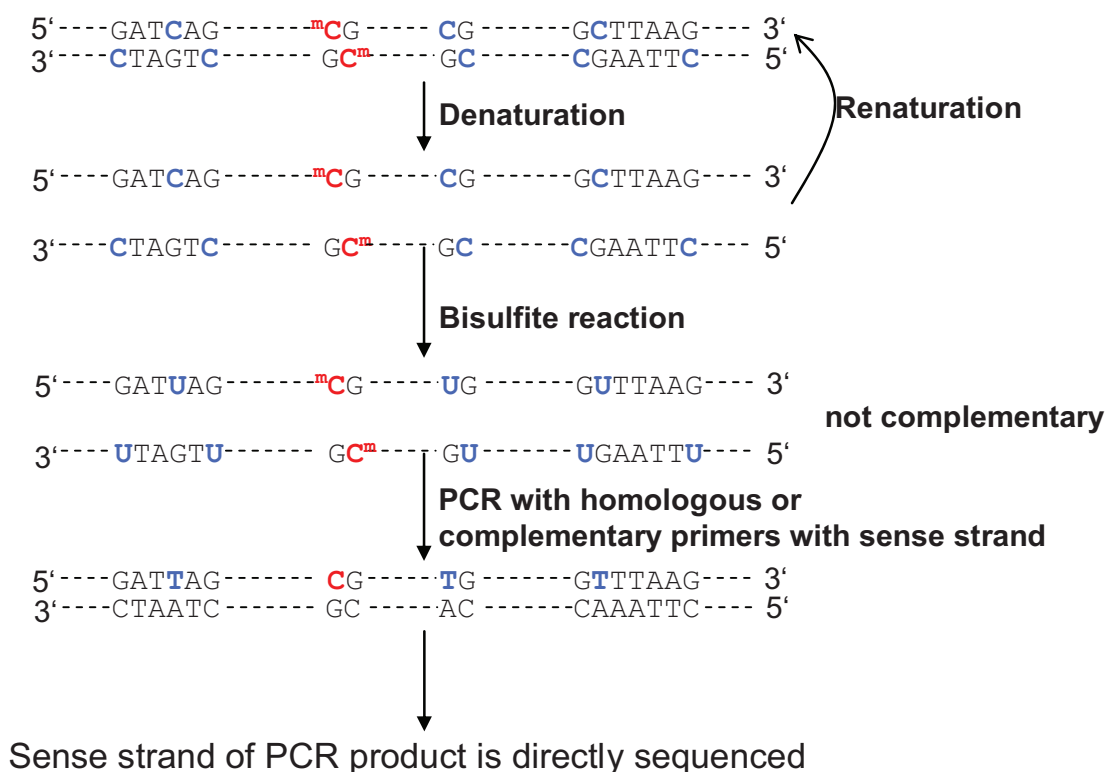 5‘----GATCAG-------ᵐCG------CG-------GCTTAAG---- 3‘
3‘----CTAGTC-------GCᵐ------GC-------CGAATTC---- 5‘
Denaturation
Renaturation
5‘----GATCAG-------ᵐCG------CG-------GCTTAAG---- 3‘
3‘----CTAGTC-------GCᵐ------GC-------CGAATTC---- 5‘
Bisulfite reaction
5‘----GATUAG-------ᵐCG------UG-------GUTTAAG---- 3‘
not complementary
3‘----UTAGTU-------GCᵐ------GU-------UGAATTU---- 5‘
PCR with homologous or
complementary primers with sense strand
5‘----GATTAG-------CG------TG-------GTTTAAG---- 3‘
3‘----CTAATC-------GC------AC-------CAAATTC---- 5‘
Sense strand of PCR product is directly sequenced